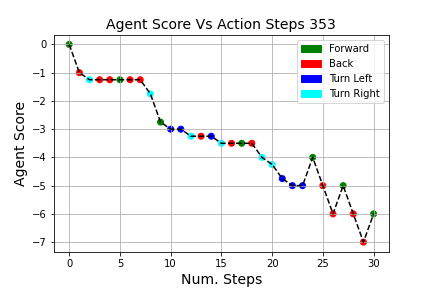 Agent Score Vs Action Steps 353
Agent Score
0
−1
−2
−3
−4
−5
−6
−7
Forward
Back
Turn Left
Turn Right
0 5 10 15 20 25 30
Num. Steps